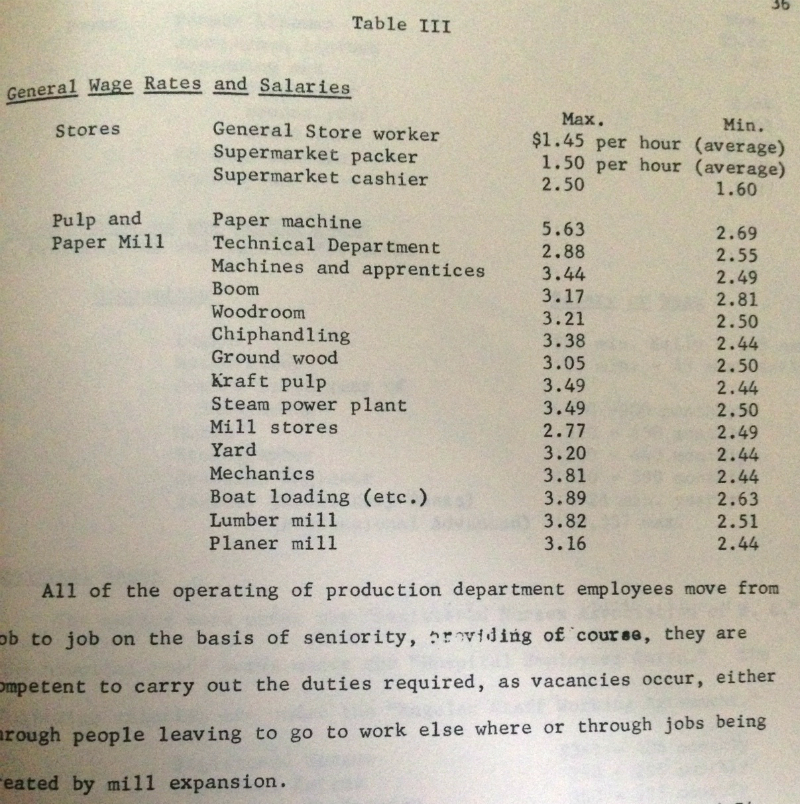 36
Table III
General Wage Rates and Salaries
Max. Min.
Stores General Store worker $1.45 per hour (average)
Supermarket packer 1.50 per hour (average)
Supermarket cashier 2.50 1.60
Pulp and Paper machine 5.63 2.69
Paper Mill Technical Department 2.88 2.55
Machines and apprentices 3.44 2.49
Boom 3.17 2.81
Woodroom 3.21 2.50
Chiphandling 3.38 2.44
Ground wood 3.05 2.50
Kraft pulp 3.49 2.44
Steam power plant 3.49 2.50
Mill stores 2.77 2.49
Yard 3.20 2.44
Mechanics 3.81 2.44
Boat loading (etc.) 3.89 2.63
Lumber mill 3.82 2.51
Planer mill 3.16 2.44
All of the operating of production department employees move from
ob to job on the basis of seniority, providing of course, they are
ompetent to carry out the duties required, as vacancies occur, either
rough people leaving to go to work else where or through jobs being
eated by mill expansion.